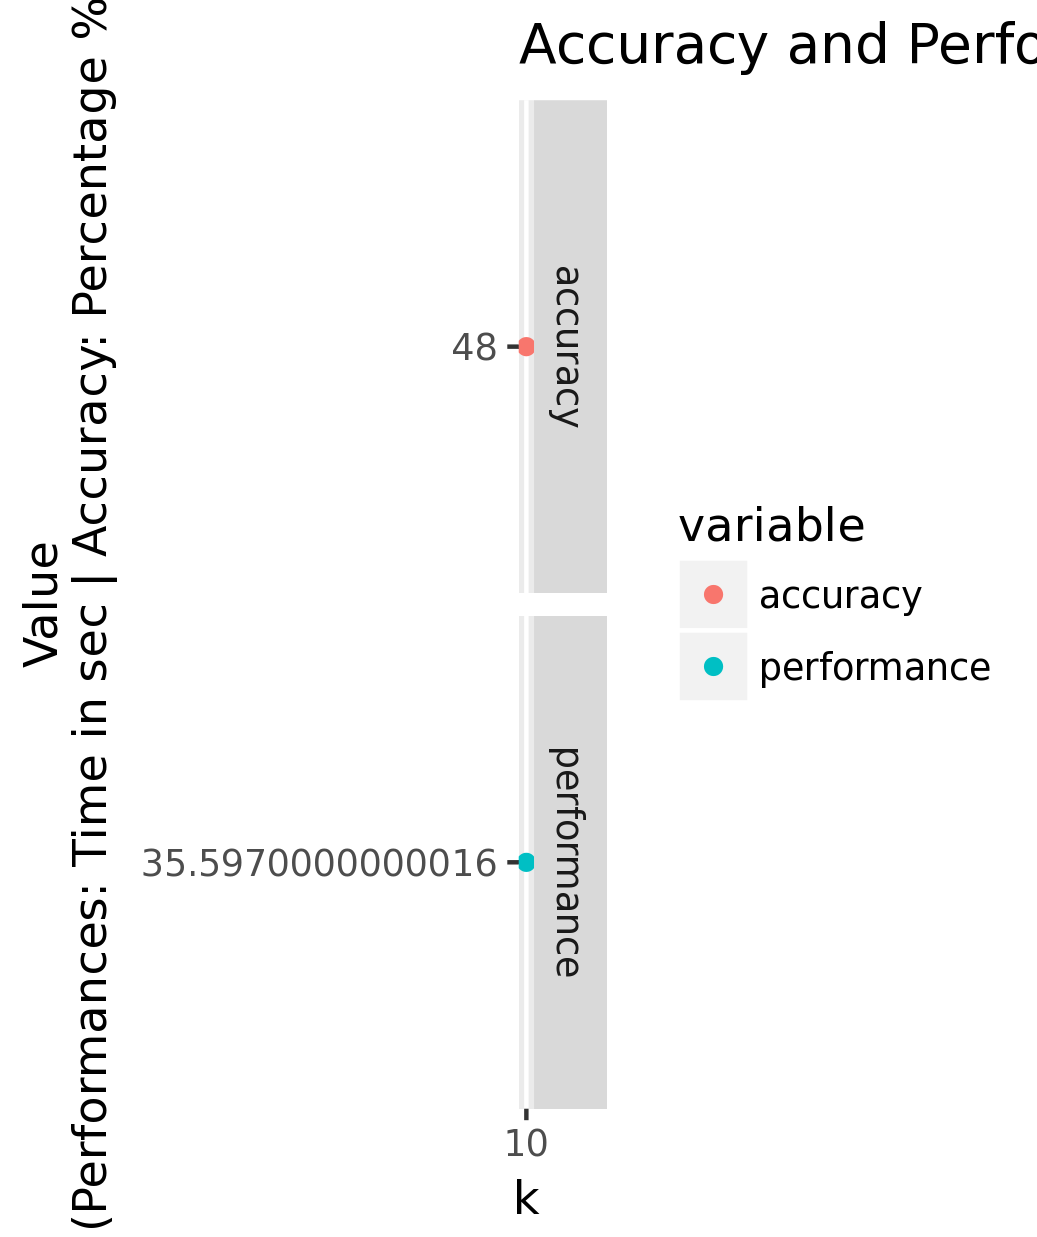 Accuracy and Perfo
Value
(Performances: Time in sec | Accuracy: Percentage %
48
accuracy
35.5970000000016
performance
10
k
variable
accuracy
performance